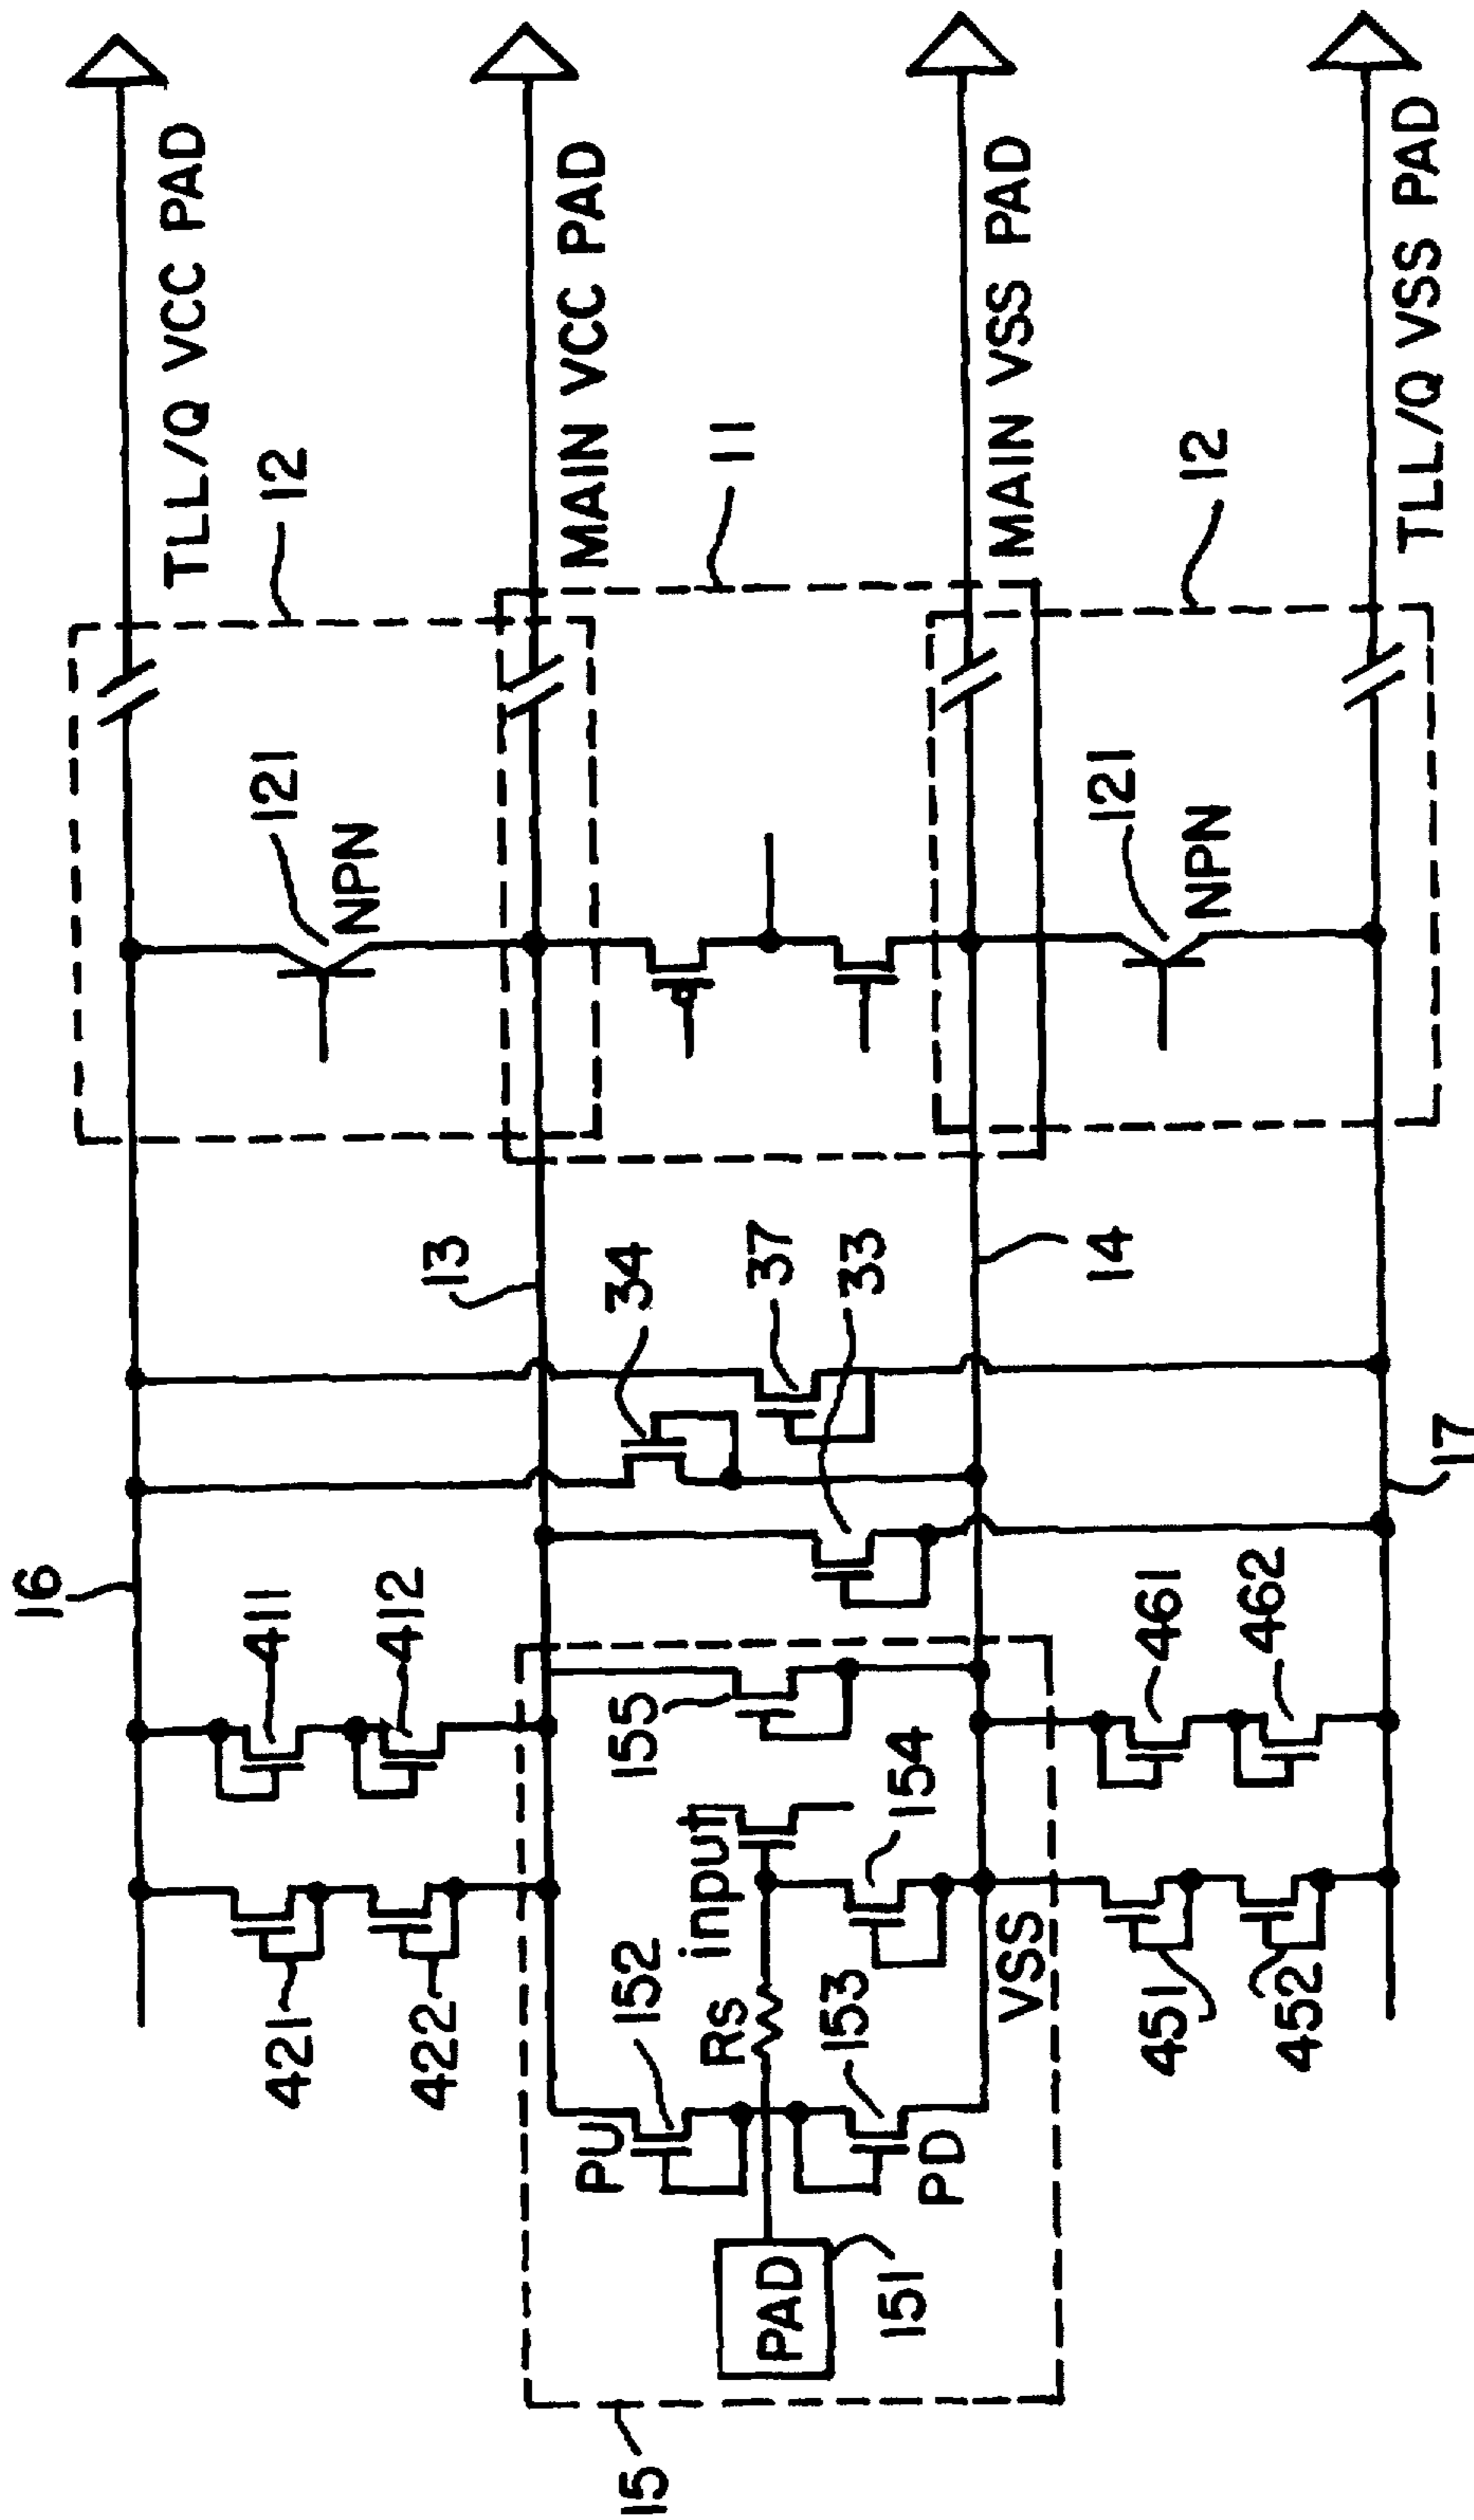 TLL/Q VCC PAD
MAIN VCC PAD
MAIN VSS PAD
TLL/Q VSS PAD
12
11
12
121
NPN
121
NPN
13
34
37
33
14
16
17
411
412
461
462
155
154
421
422
input
152
RS
153
VSS
451
452
PU
PD
PAD
151
15